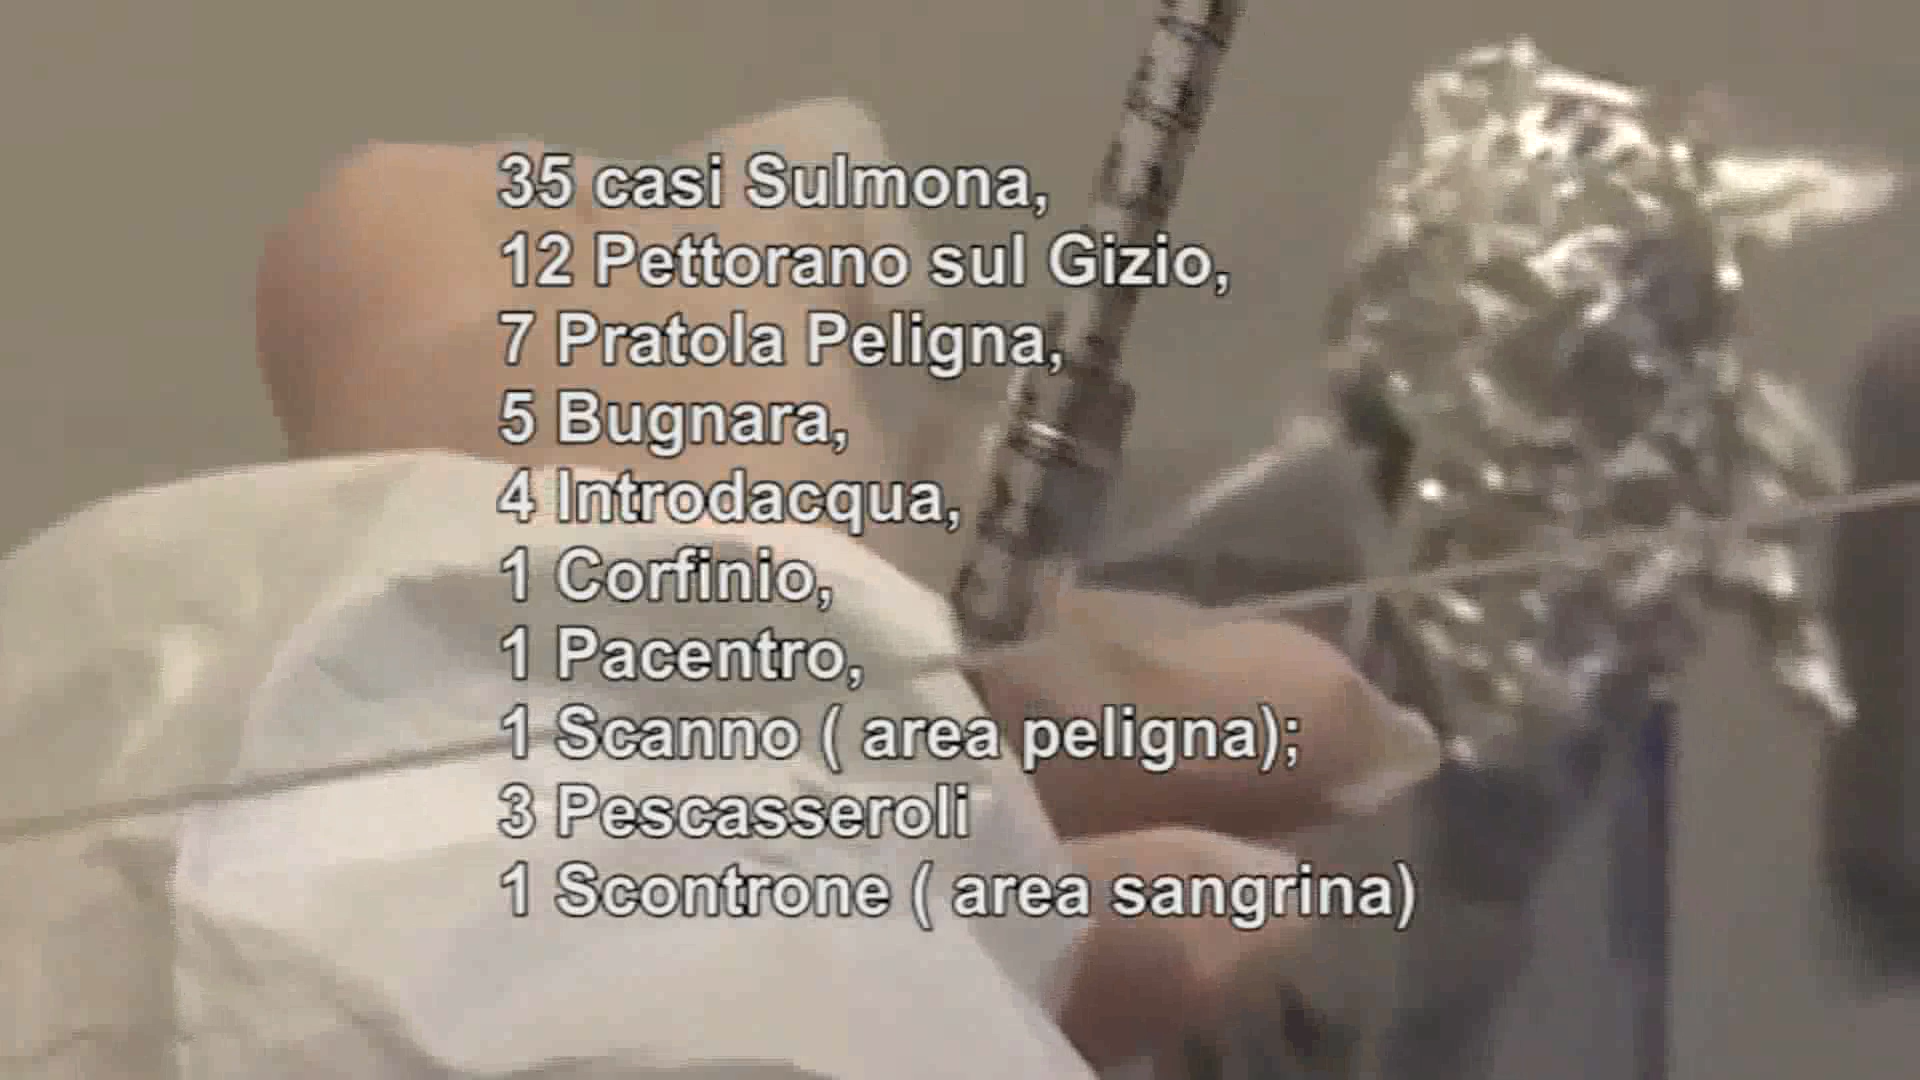 35 casi Sulmona,
12 Pettorano sul Gizio,
7 Pratola Peligna,
5 Bugnara,
4 Introdacqua,
1 Corfinio,
1 Pacentro,
1 Scanno ( area peligna);
3 Pescasseroli
1 Scontrone ( area sangrina)